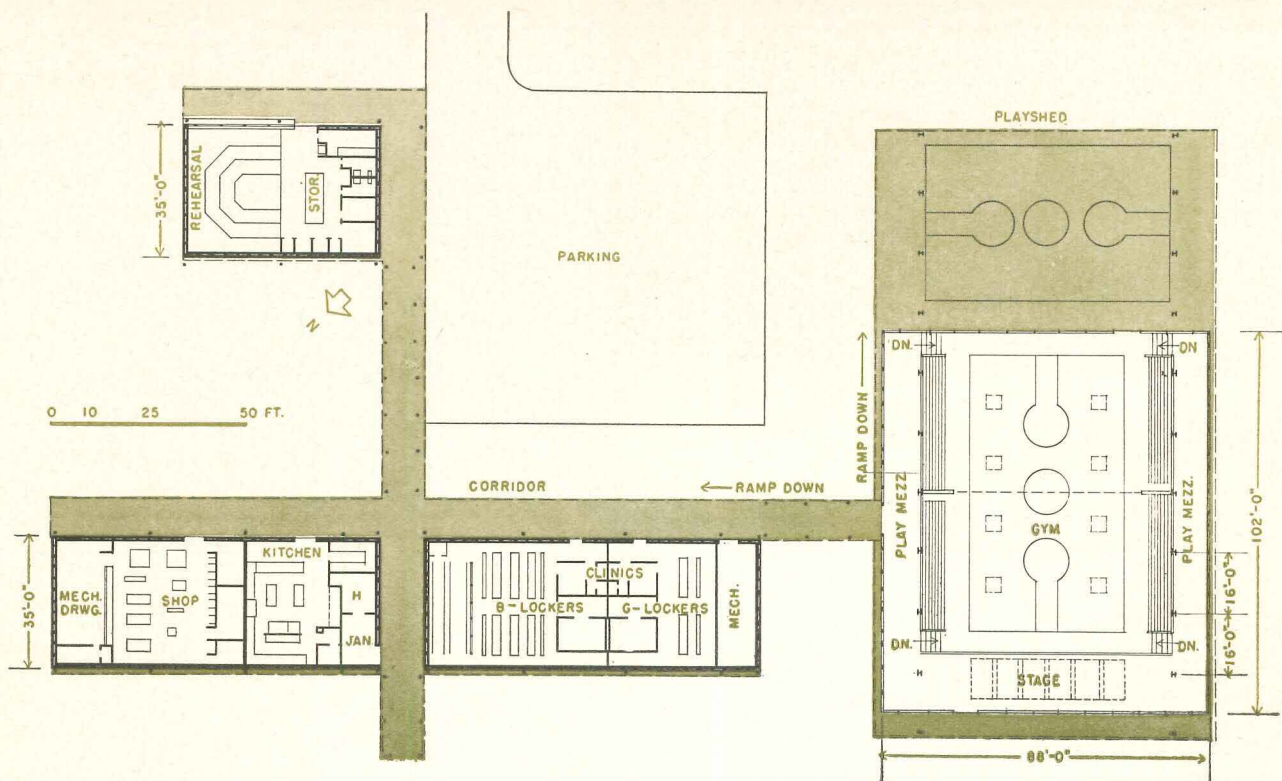 PLAYSHED
REHEARSAL
STOR.
35'-0"
PARKING
N
DN.
DN
0 10 25 50 FT.
RAMP DOWN
CORRIDOR
← RAMP DOWN
PLAY MEZZ.
GYM
PLAY MEZZ.
102'-0"
35'-0"
MECH.
DRWG.
SHOP
KITCHEN
H
JAN.
B-LOCKERS
CLINICS
G-LOCKERS
MECH.
16'-0"
16'-0"
DN.
DN.
STAGE
88'-0"